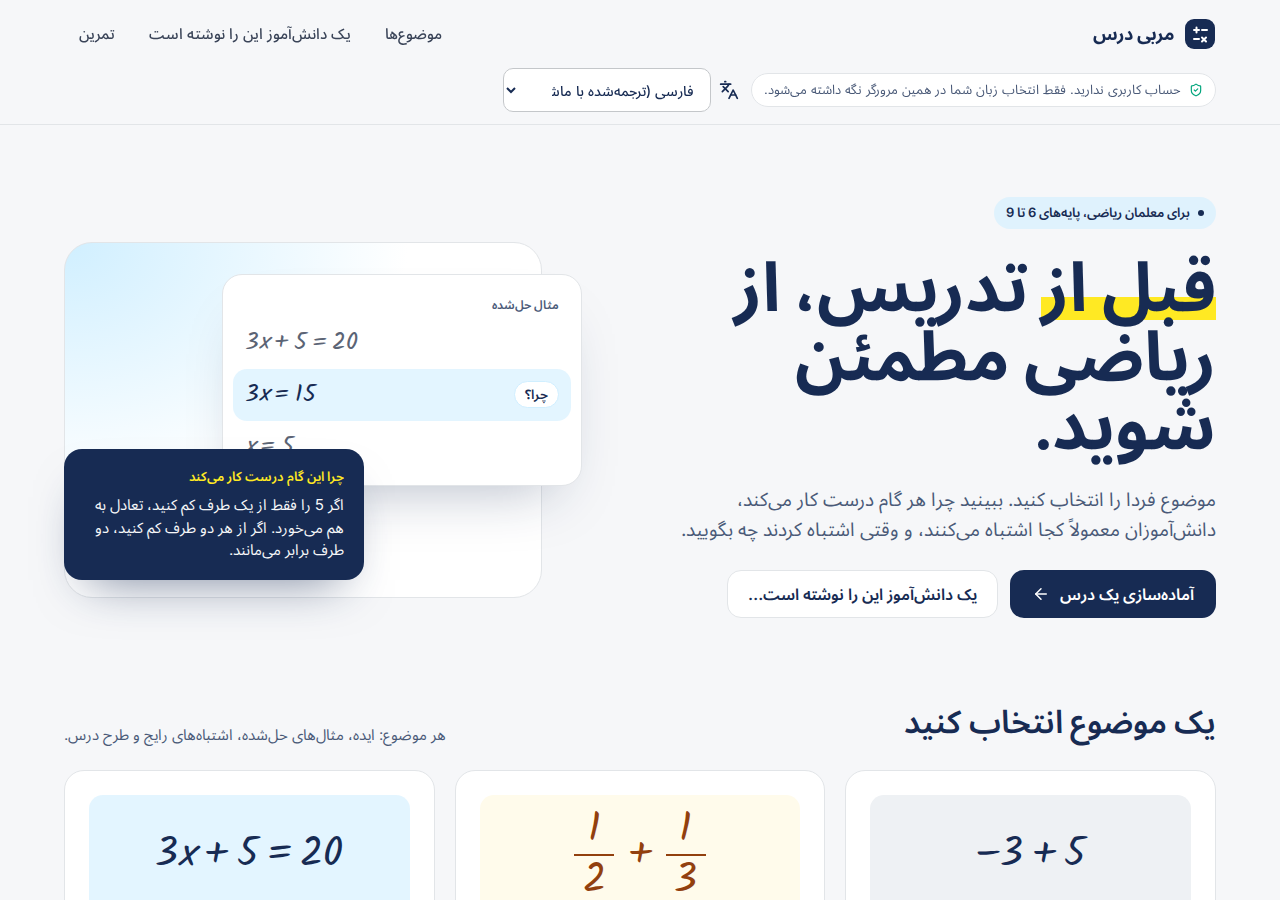 مربی درس
موضوع‌ها
یک دانش‌آموز این را نوشته است
تمرین
حساب کاربری ندارید. فقط انتخاب زبان شما در همین مرورگر نگه داشته می‌شود.
فارسی (ترجمه‌شده با ماش
برای معلمان ریاضی، پایه‌های 6 تا 9
قبل از تدریس، از
ریاضی مطمئن
شوید.
موضوع فردا را انتخاب کنید. ببینید چرا هر گام درست کار می‌کند،
دانش‌آموزان معمولاً کجا اشتباه می‌کنند، و وقتی اشتباه کردند چه بگویید.
آماده‌سازی یک درس
یک دانش‌آموز این را نوشته است...
مثال حل‌شده
3x + 5 = 20
3x = 15
چرا؟
x = 5
چرا این گام درست کار می‌کند
اگر 5 را فقط از یک طرف کم کنید، تعادل به
هم می‌خورد. اگر از هر دو طرف کم کنید، دو
طرف برابر می‌مانند.
یک موضوع انتخاب کنید
هر موضوع: ایده، مثال‌های حل‌شده، اشتباه‌های رایج و طرح درس.
−3 + 5
1/2 + 1/3
3x + 5 = 20